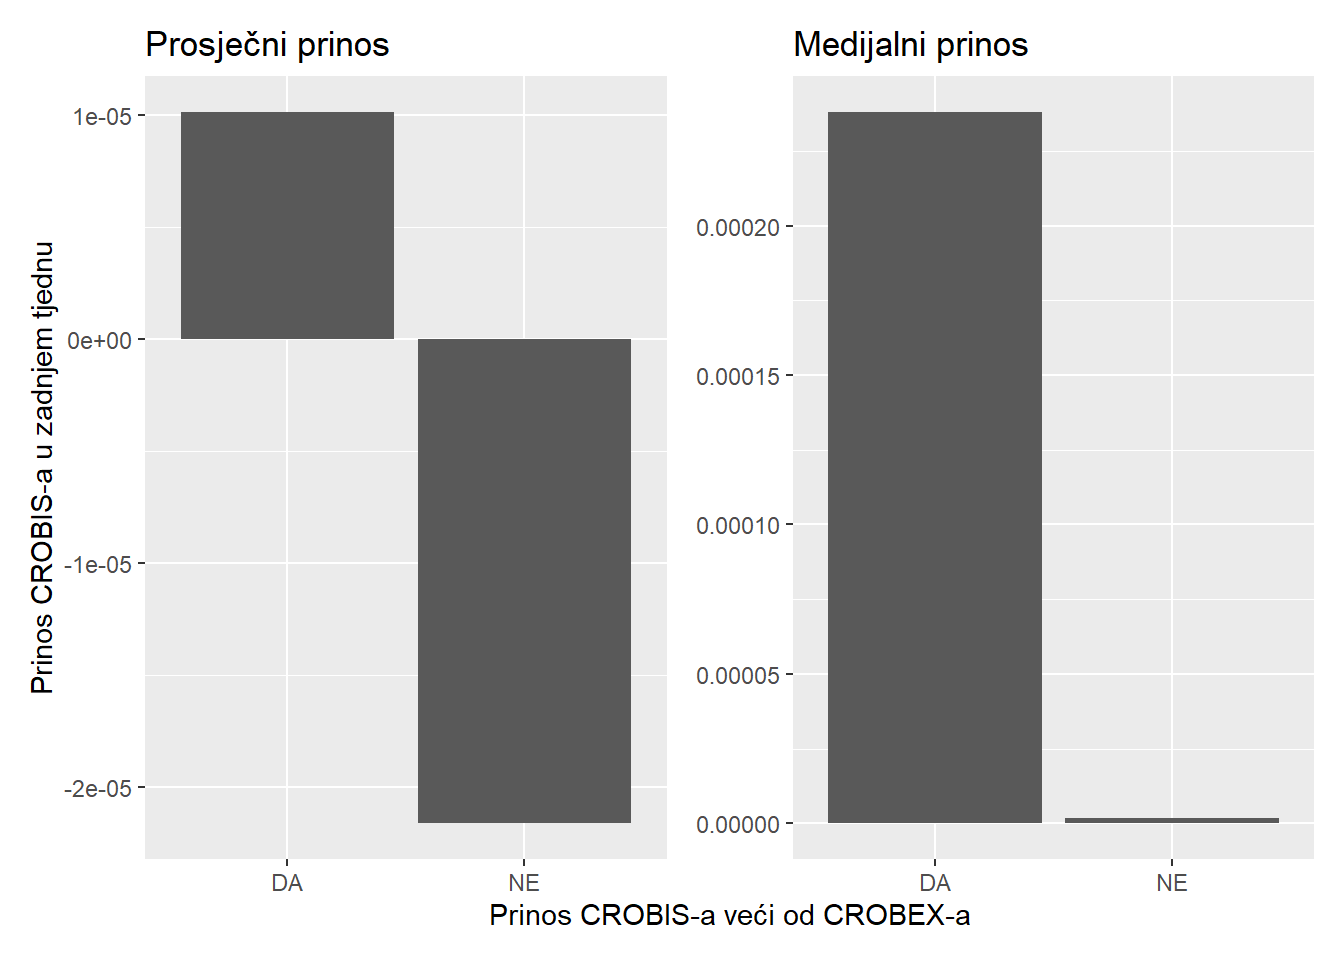 Prosječni prinos
Medijalni prinos
Prinos CROBIS-a u zadnjem tjednu
1e-05
0e+00
-1e-05
-2e-05
DA
NE
0.00020
0.00015
0.00010
0.00005
0.00000
DA
NE
Prinos CROBIS-a veći od CROBEX-a